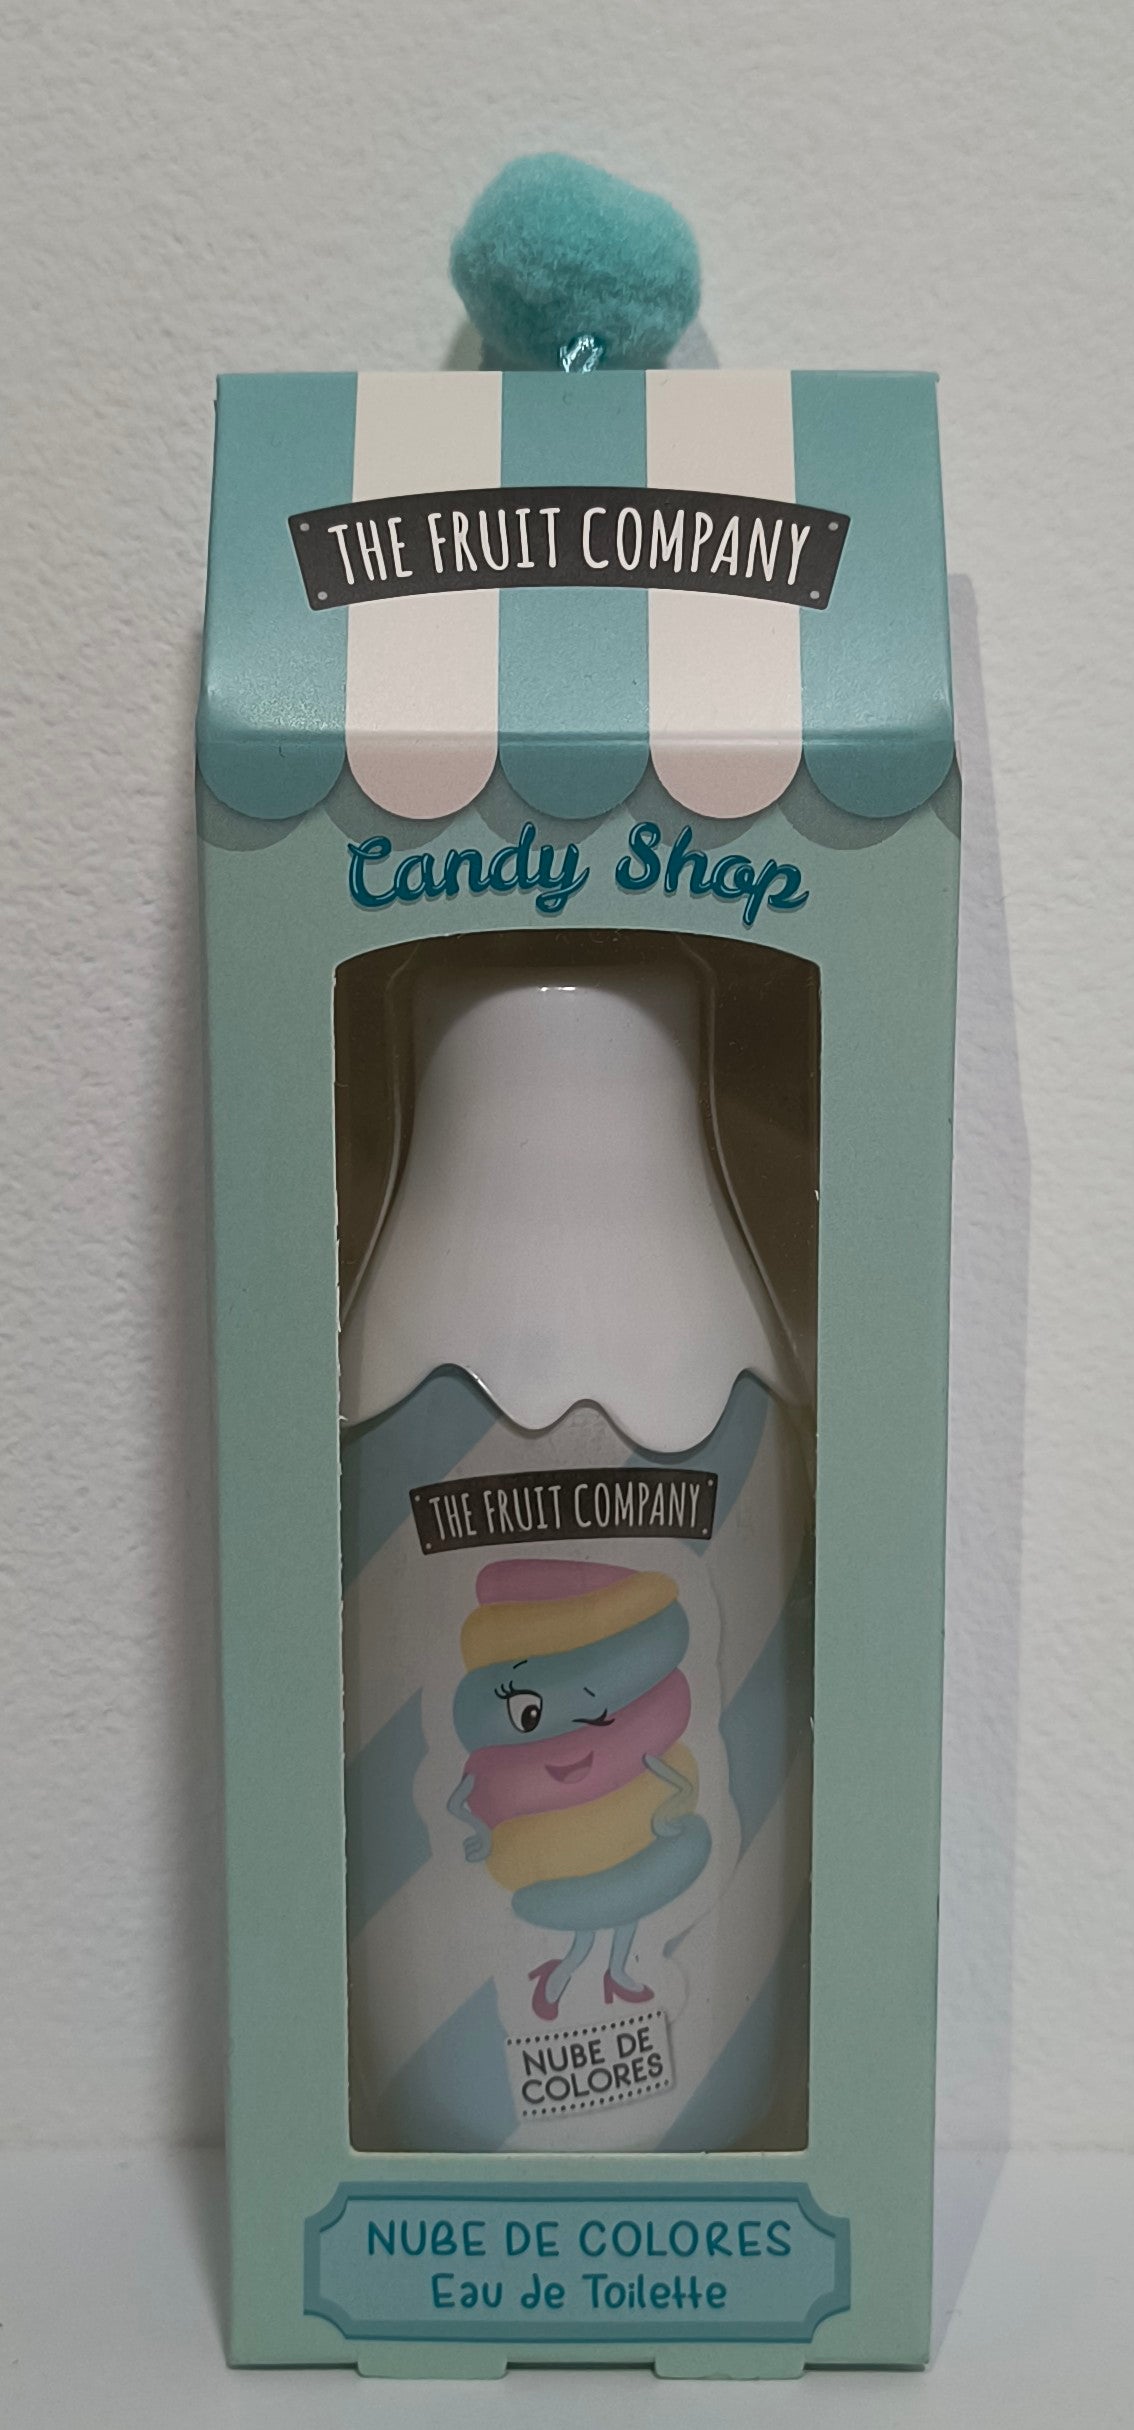 THE FRUIT COMPANY
Candy Shop
THE FRUIT COMPANY
NUBE DE
COLORES
NUBE DE COLORES
Eau de Toilette